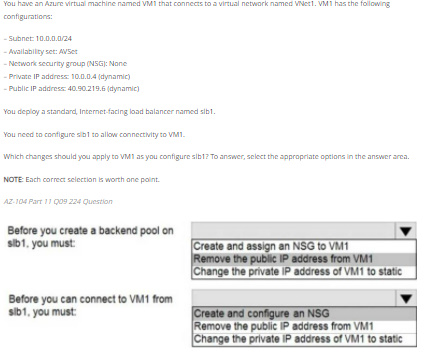 You have an Azure virtual machine named VM1 that connects to a virtual network named VNet1. VM1 has the following
configurations:
– Subnet: 10.0.0.0/24
– Availability set: AVSet
– Network security group (NSG): None
– Private IP address: 10.0.0.4 (dynamic)
– Public IP address: 40.90.219.6 (dynamic)
You deploy a standard, Internet-facing load balancer named slb1.
You need to configure slb1 to allow connectivity to VM1.
Which changes should you apply to VM1 as you configure slb1? To answer, select the appropriate options in the answer area.
NOTE: Each correct selection is worth one point.
AZ-104 Part 11 Q09 224 Question
Before you create a backend pool on
slb1, you must:
Create and assign an NSG to VM1
Remove the public IP address from VM1
Change the private IP address of VM1 to static
Before you can connect to VM1 from
slb1, you must:
Create and configure an NSG
Remove the public IP address from VM1
Change the private IP address of VM1 to static